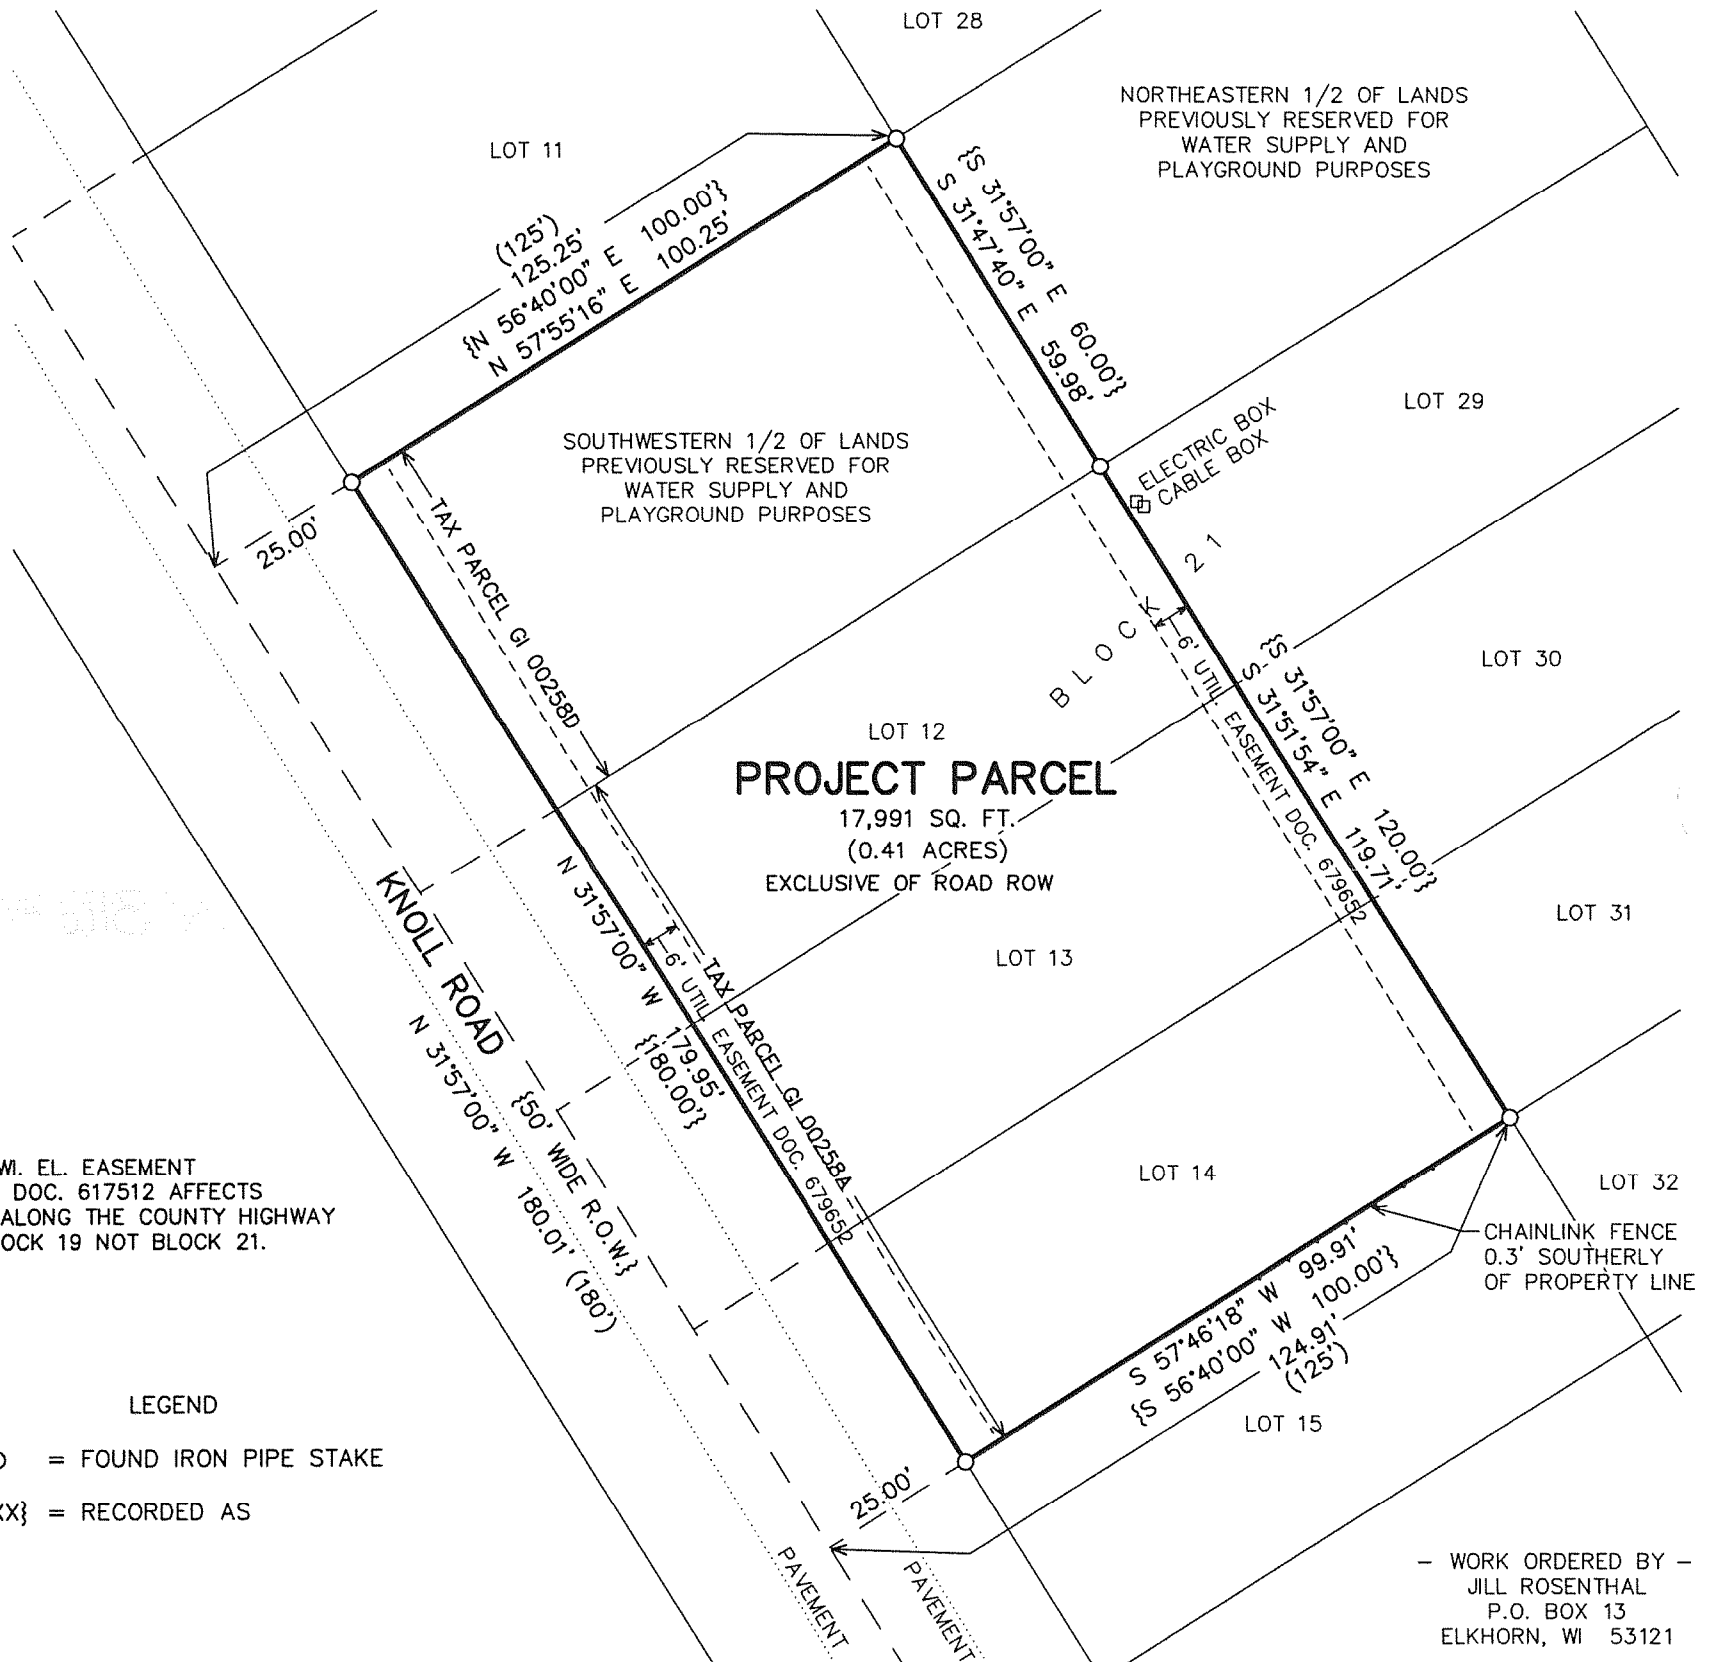 LOT 28
NORTHEASTERN 1/2 OF LANDS
PREVIOUSLY RESERVED FOR
WATER SUPPLY AND
PLAYGROUND PURPOSES
LOT 11
(125')
125.25'
{N 56°40'00" E 100.00'}
N 57°55'16" E 100.25'
{S 31°57'00" E 60.00'}
S 31°47'40" E 59.98'
LOT 29
ELECTRIC BOX
CABLE BOX
SOUTHWESTERN 1/2 OF LANDS
PREVIOUSLY RESERVED FOR
WATER SUPPLY AND
PLAYGROUND PURPOSES
25.00'
TAX PARCEL GI 00258D
BLOCK 21
6' UTIL. EASEMENT DOC. 679652
{S 31°57'00" E 120.00'}
S 31°51'54" E 119.71'
LOT 30
LOT 12
PROJECT PARCEL
17,991 SQ. FT.
(0.41 ACRES)
EXCLUSIVE OF ROAD ROW
LOT 31
LOT 13
KNOLL ROAD {50' WIDE R.O.W.}
N 31°57'00" W 179.95'
{180.00'}
6' UTIL. EASEMENT DOC. 679652
TAX PARCEL GI 00258A
N 31°57'00" W 180.01' (180')
WI. EL. EASEMENT
DOC. 617512 AFFECTS
ALONG THE COUNTY HIGHWAY
OCK 19 NOT BLOCK 21.
LOT 14
LOT 32
CHAINLINK FENCE
0.3' SOUTHERLY
OF PROPERTY LINE
S 57°46'18" W 99.91'
{S 56°40'00" W 100.00'}
124.91'
(125')
LOT 15
25.00'
LEGEND
= FOUND IRON PIPE STAKE
XX} = RECORDED AS
PAVEMENT
PAVEMENT
– WORK ORDERED BY –
JILL ROSENTHAL
P.O. BOX 13
ELKHORN, WI 53121